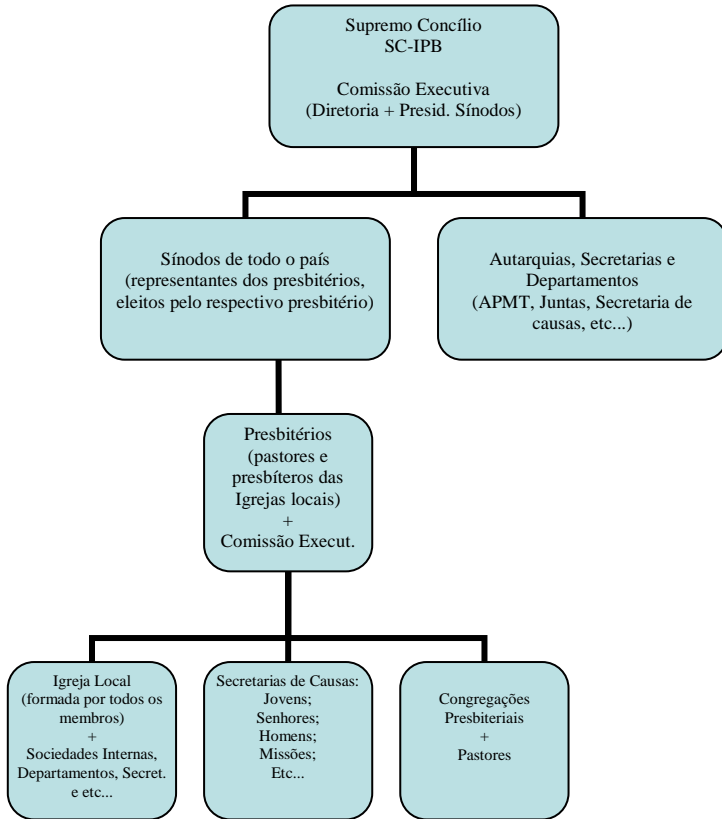 Supremo Concílio
SC-IPB
Comissão Executiva
(Diretoria + Presid. Sínodos)
Sínodos de todo o país
(representantes dos presbitérios,
eleitos pelo respectivo presbitério)
Autarquias, Secretarias e
Departamentos
(APMT, Juntas, Secretaria de
causas, etc...)
Presbitérios
(pastores e
presbíteros das
Igrejas locais)
+
Comissão Execut.
Igreja Local
(formada por todos os
membros)
+
Sociedades Internas,
Departamentos, Secret.
e etc...
Secretarias de Causas:
Jovens;
Senhores;
Homens;
Missões;
Etc...
Congregações
Presbiteriais
+
Pastores